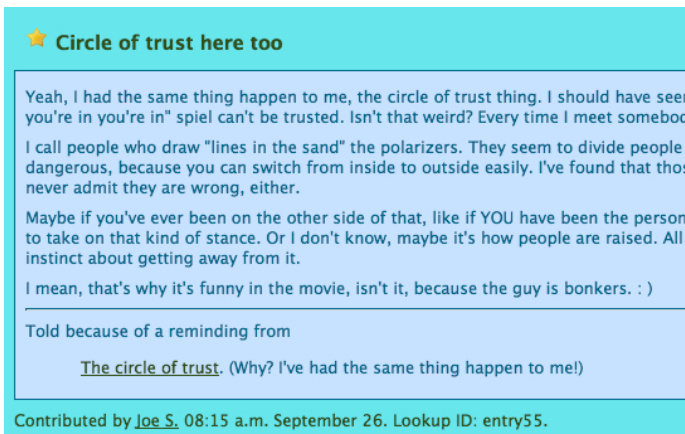 Circle of trust here too
Yeah, I had the same thing happen to me, the circle of trust thing. I should have seen
you're in you're in" spiel can't be trusted. Isn't that weird? Every time I meet somebod
I call people who draw "lines in the sand" the polarizers. They seem to divide people
dangerous, because you can switch from inside to outside easily. I've found that thos
never admit they are wrong, either.
Maybe if you've ever been on the other side of that, like if YOU have been the person
to take on that kind of stance. Or I don't know, maybe it's how people are raised. All
instinct about getting away from it.
I mean, that's why it's funny in the movie, isn't it, because the guy is bonkers. : )
Told because of a reminding from
The circle of trust. (Why? I've had the same thing happen to me!)
Contributed by Joe S. 08:15 a.m. September 26. Lookup ID: entry55.